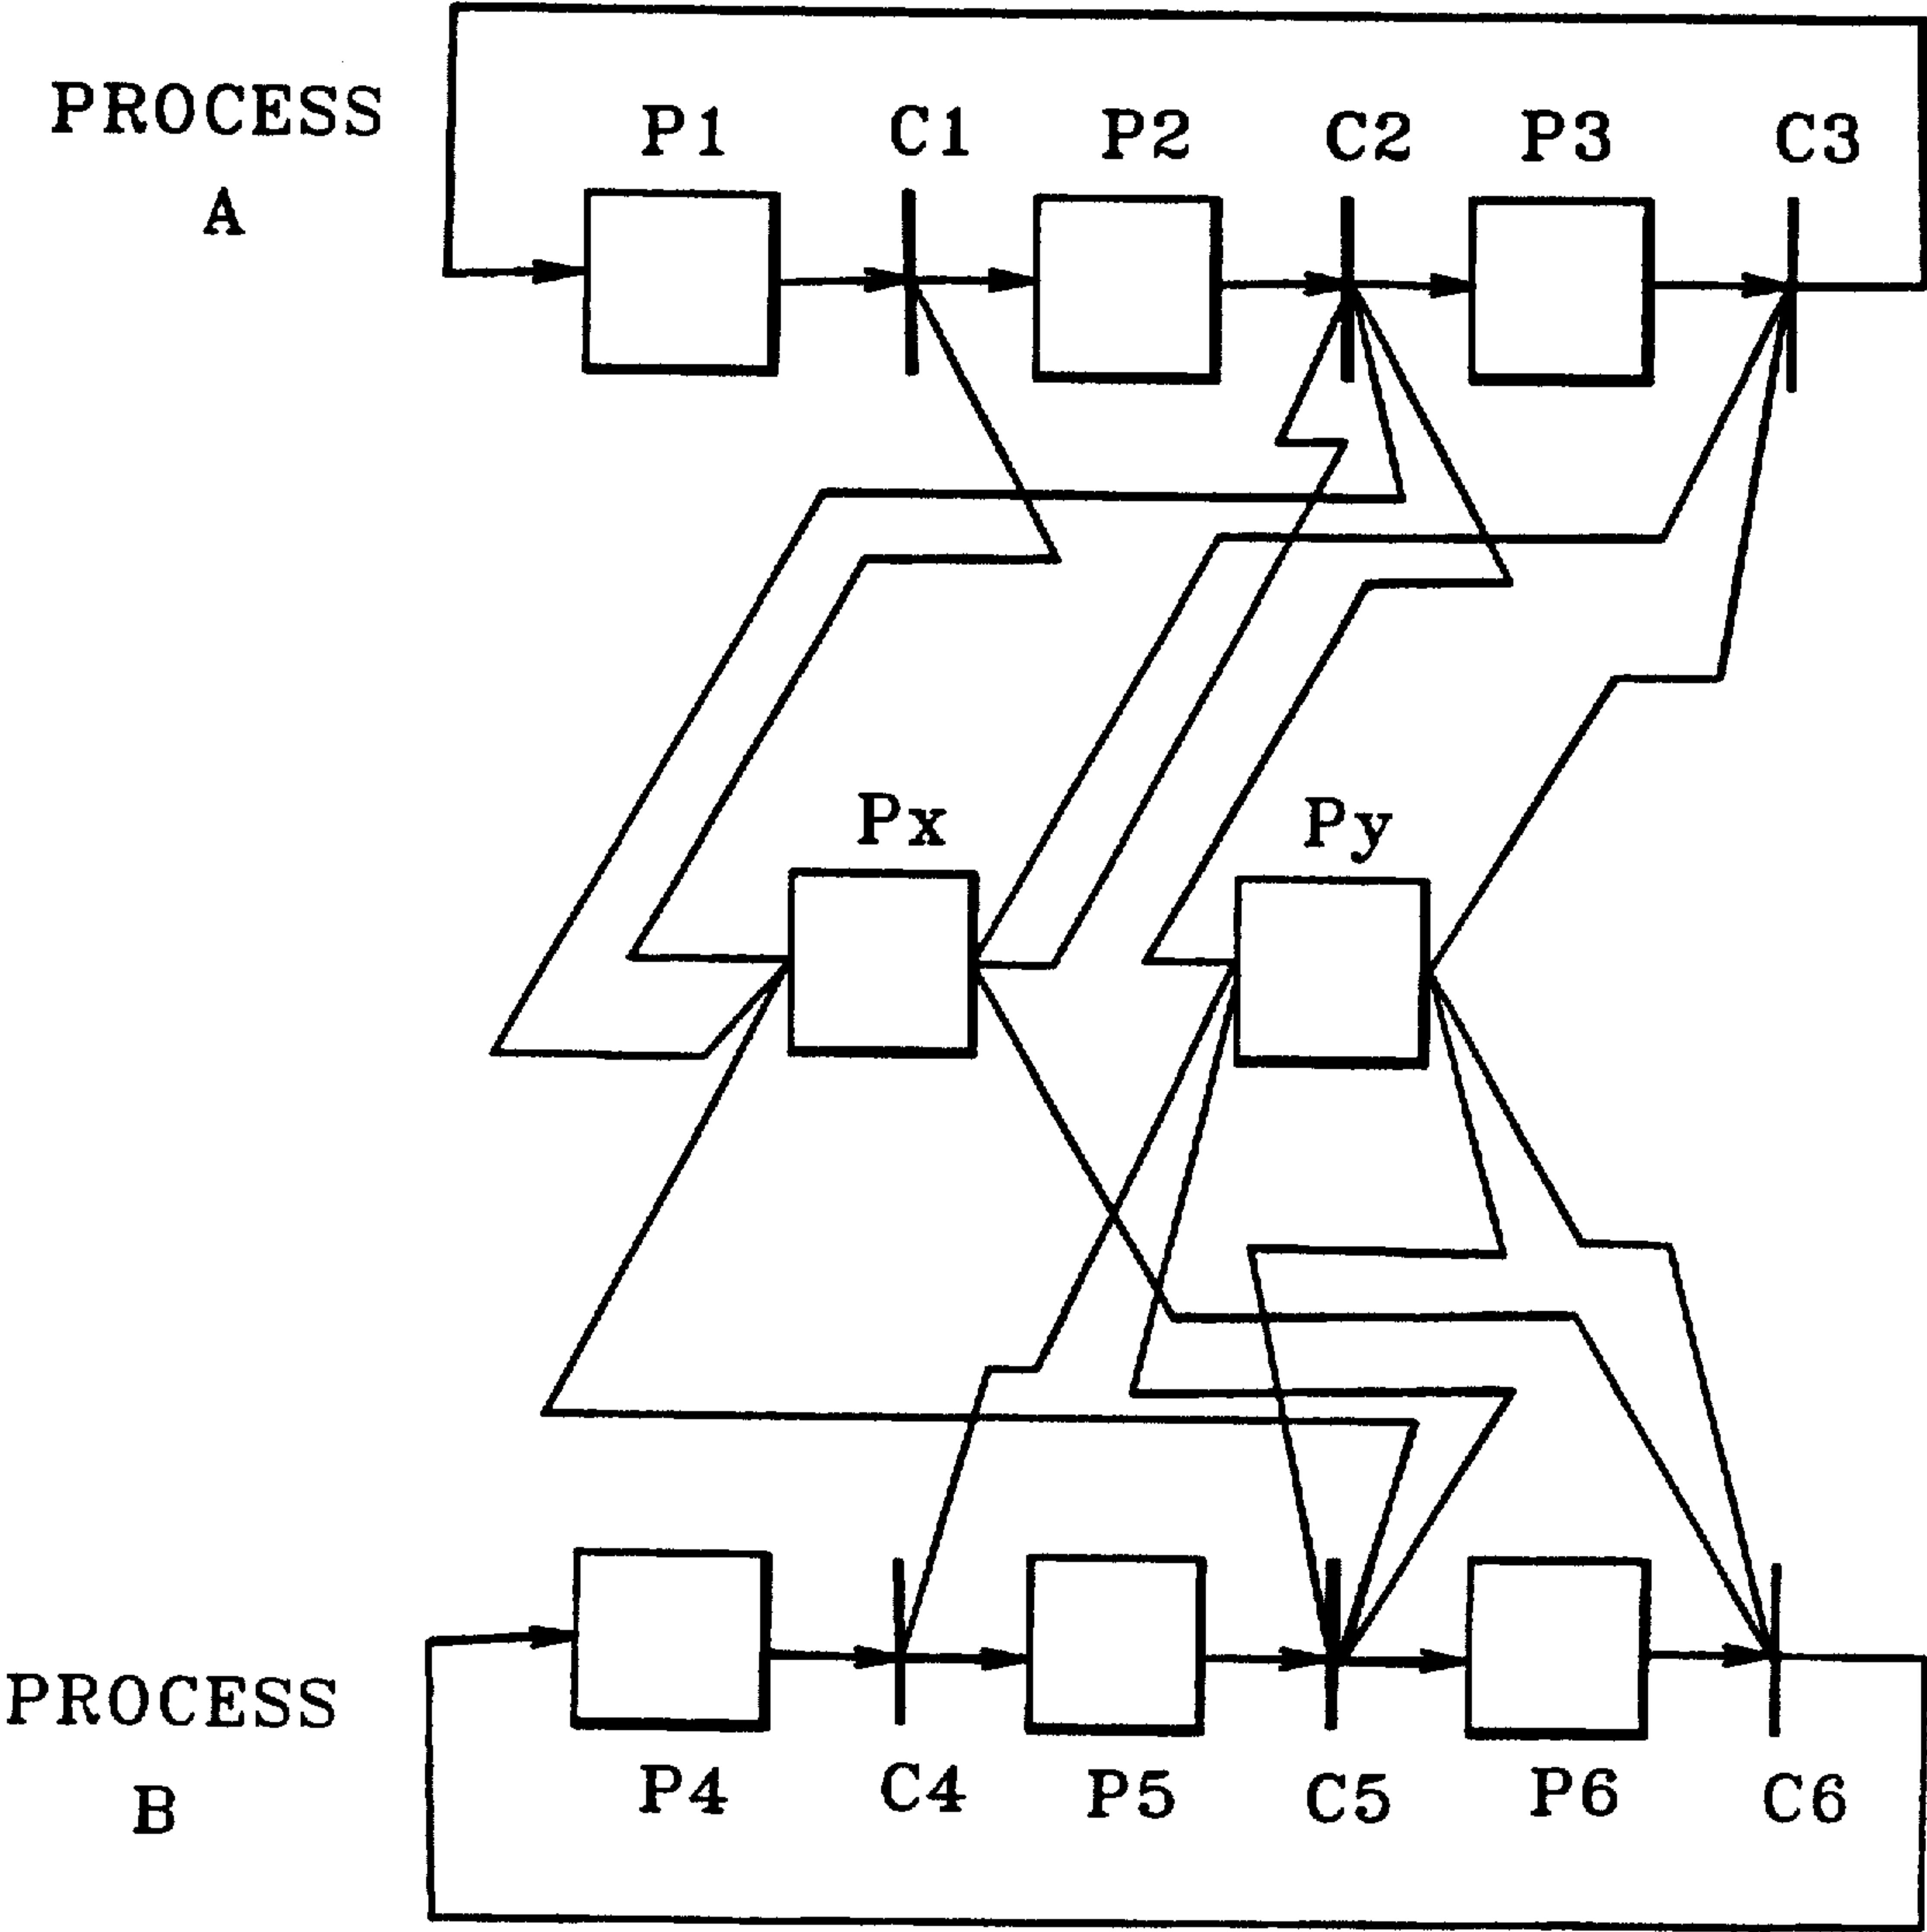 PROCESS
A
P1 C1 P2 C2 P3 C3
Px Py
PROCESS
B
P4 C4 P5 C5 P6 C6